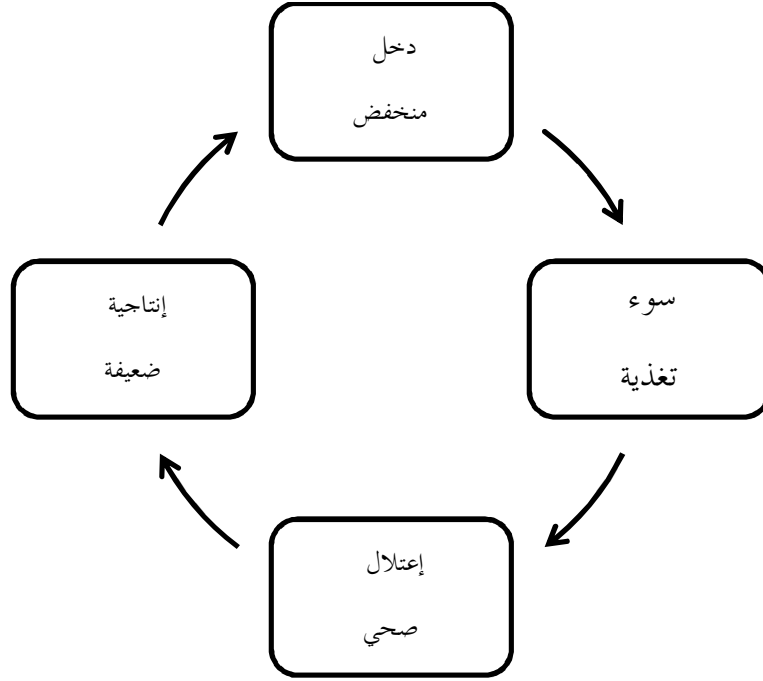 دخل
منخفض
سوء
تغذية
إعتلال
صحي
إنتاجية
ضعيفة